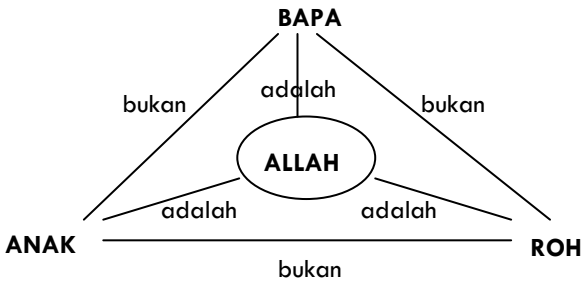 BAPA
adalah
bukan
bukan
ALLAH
adalah
adalah
ANAK
ROH
bukan